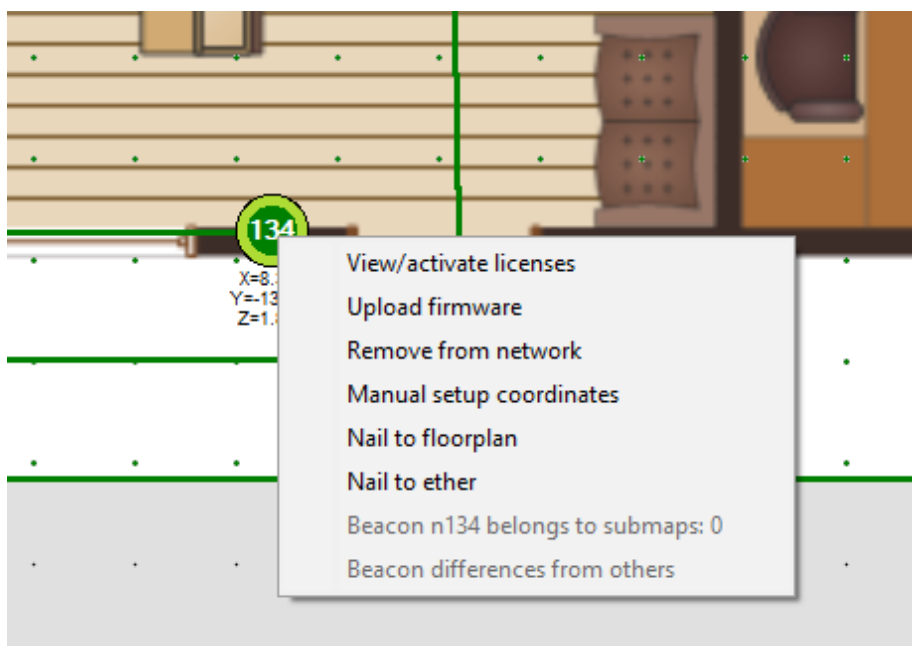 134
X=8.
Y=-13
Z=1.
View/activate licenses
Upload firmware
Remove from network
Manual setup coordinates
Nail to floorplan
Nail to ether
Beacon n134 belongs to submaps: 0
Beacon differences from others